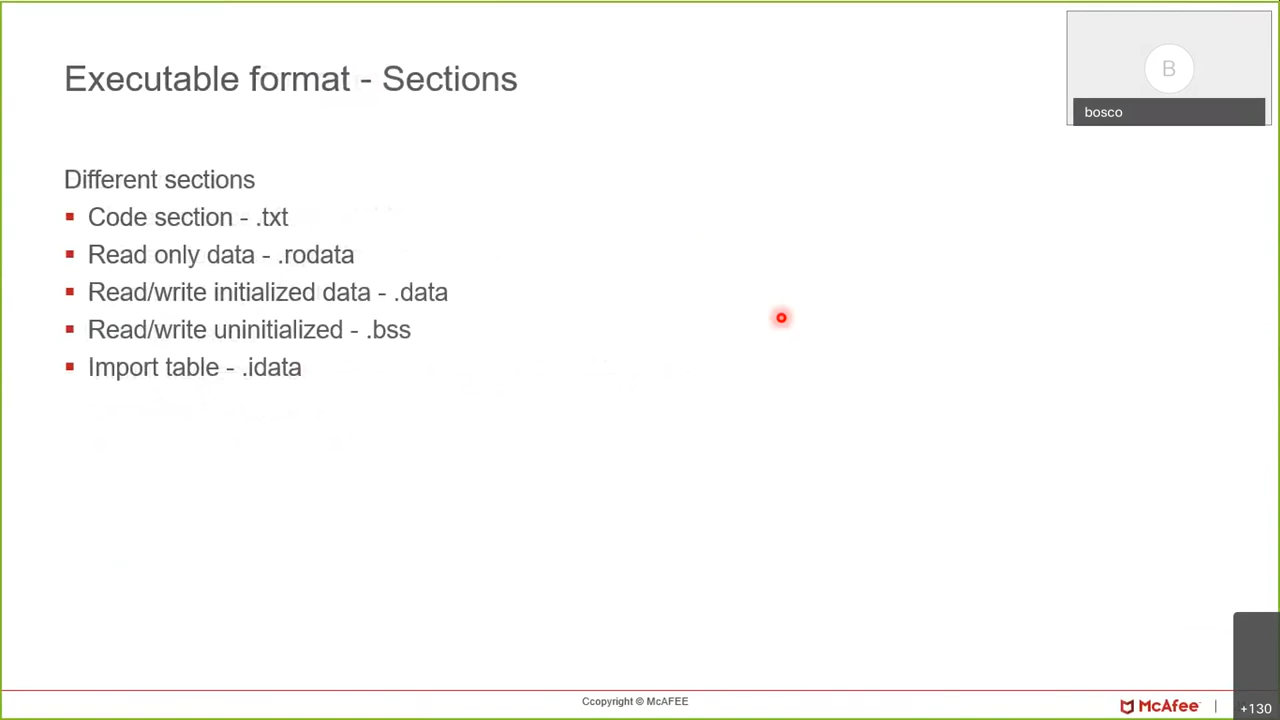 Executable format - Sections
B
bosco
Different sections
Code section - .txt
Read only data - .rodata
Read/write initialized data - .data
Read/write uninitialized - .bss
Import table - .idata
Ccopyright © McAFEE
McAfee
+130